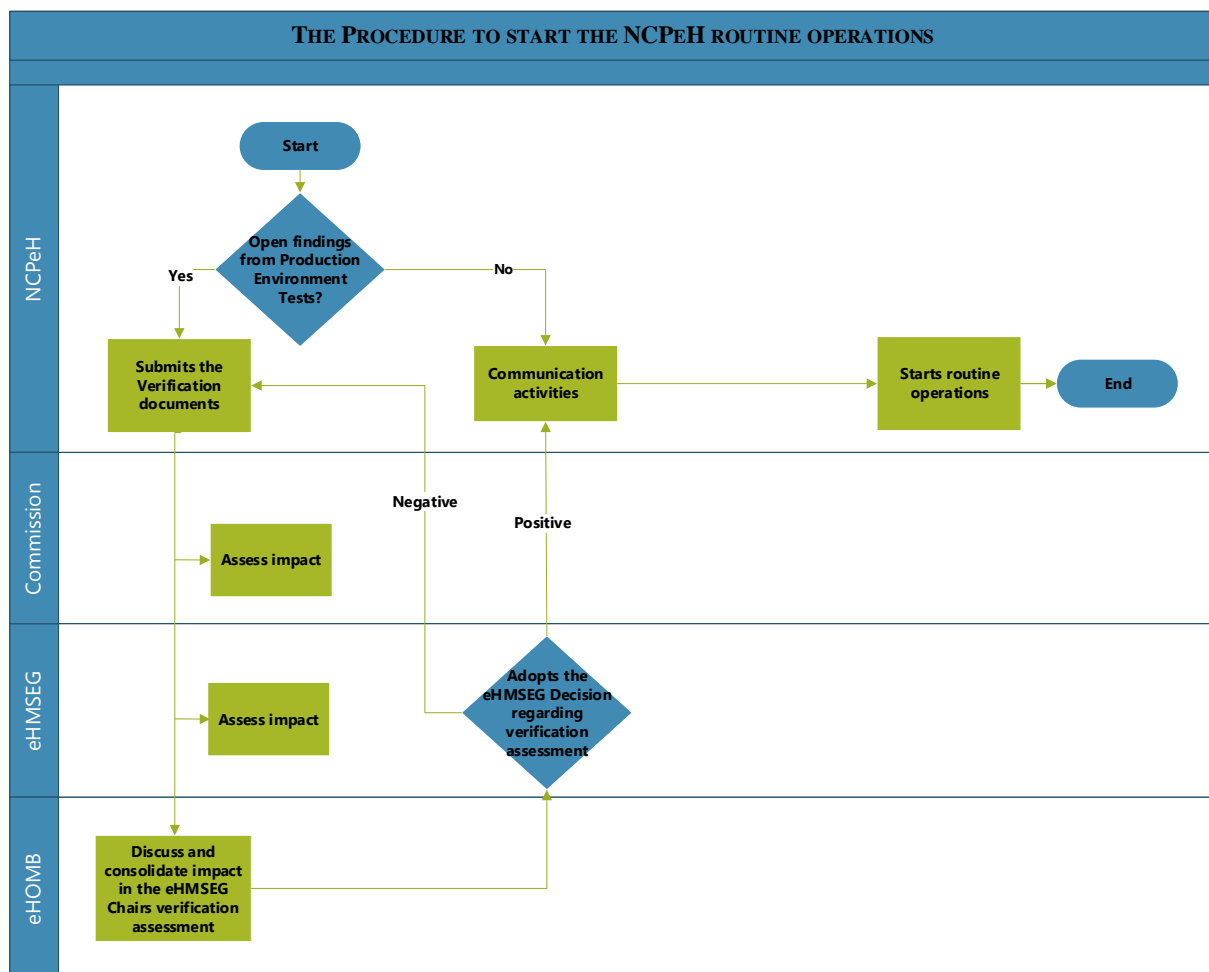 THE PROCEDURE TO START THE NCPEH ROUTINE OPERATIONS
NCPeH
Start
Open findings
from Production
Environment
Tests?
Yes
No
Submits the
Verification
documents
Communication
activities
Starts routine
operations
End
Commission
Negative
Positive
Assess impact
eHMSEG
Assess impact
Adopts the
eHMSEG Decision
regarding
verification
assessment
eHOMB
Discuss and
consolidate impact
in the eHMSEG
Chairs verification
assessment